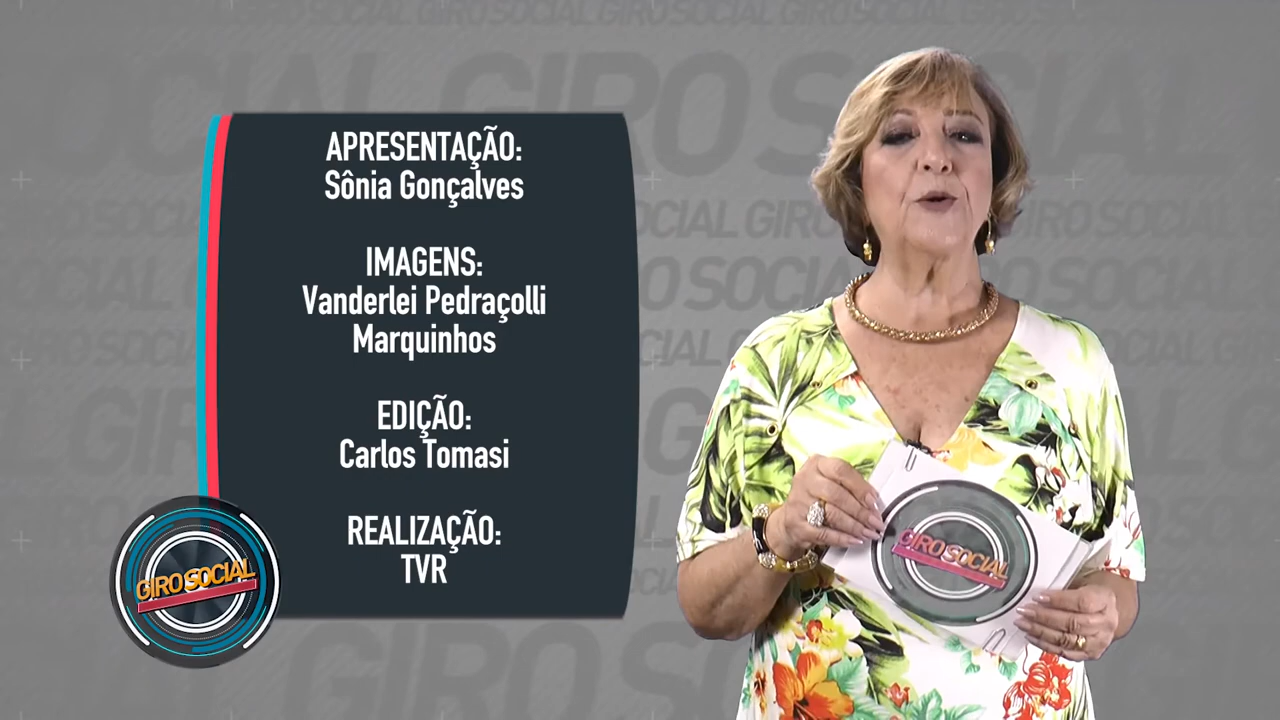 APRESENTAÇÃO:
Sônia Gonçalves
IMAGENS:
Vanderlei Pedraçolli
Marquinhos
EDIÇÃO:
Carlos Tomasi
REALIZAÇÃO:
TVR
GIRO SOCIAL
GIRO SOCIAL